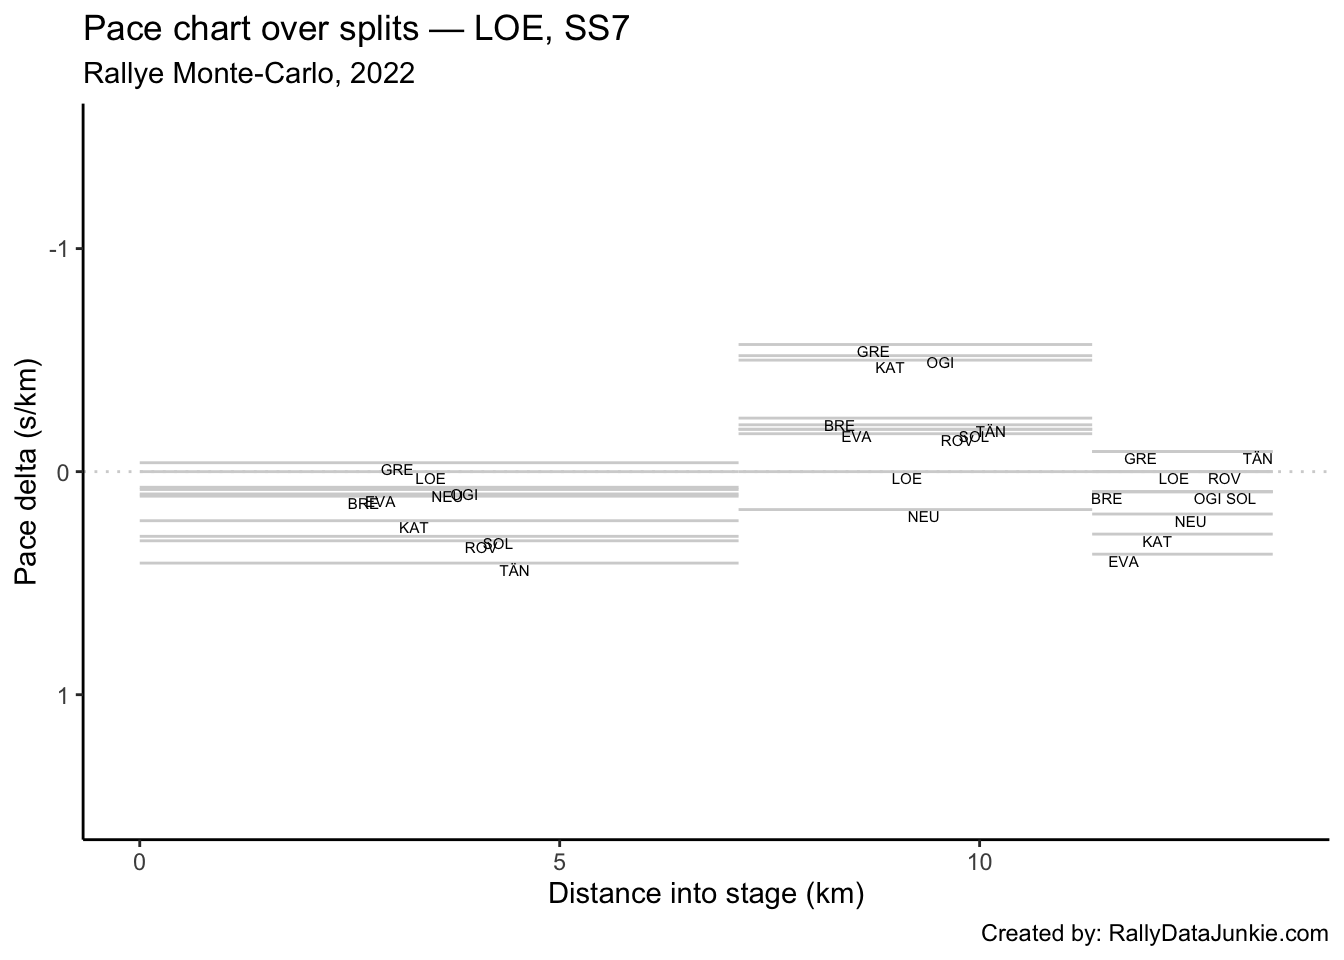 Pace chart over splits — LOE, SS7
Rallye Monte-Carlo, 2022
Pace delta (s/km)
-1
0
1
GRE
LOE
NEU OGI
BRE EVA
KAT
ROV SOL
TÄN
GRE
KAT OGI
BRE
EVA ROV SOL TÄN
LOE
NEU
GRE TÄN
LOE ROV
BRE OGI SOL
NEU
KAT
EVA
0 5 10
Distance into stage (km)
Created by: RallyDataJunkie.com